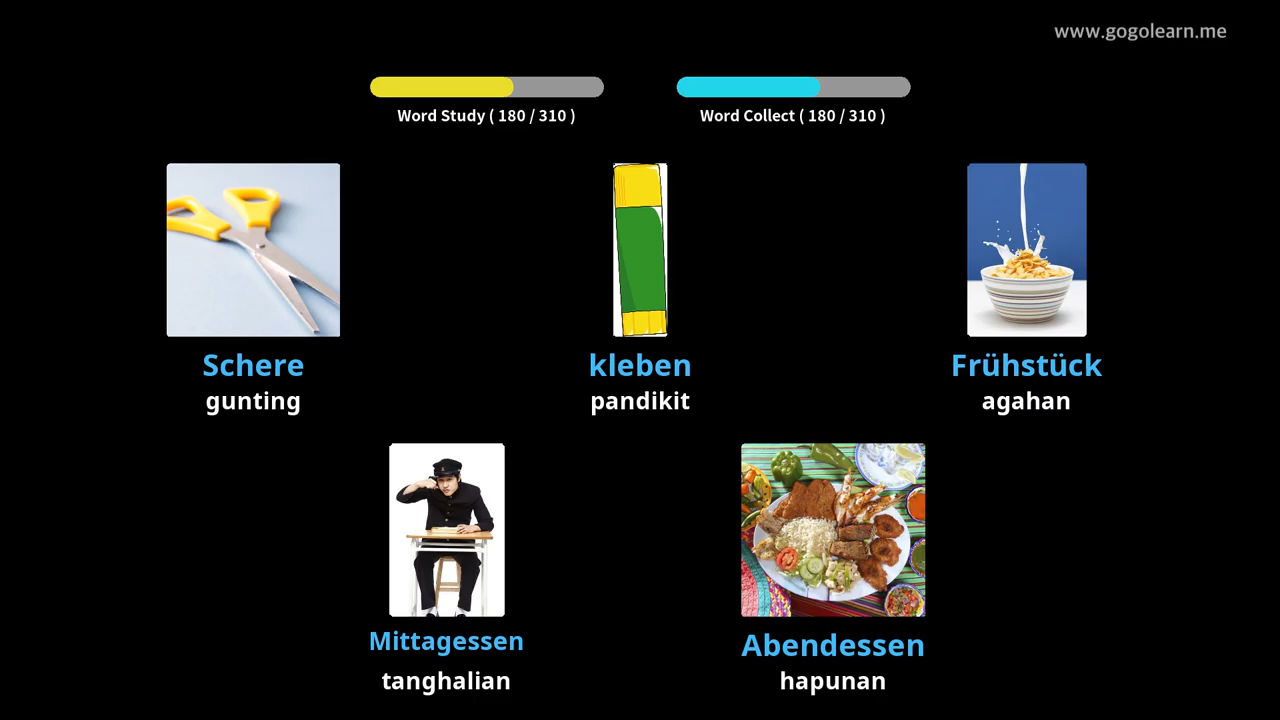 www.gogolearn.me
Word Study ( 180 / 310 )
Word Collect ( 180 / 310 )
Schere
gunting
kleben
pandikit
Frühstück
agahan
Mittagessen
tanghalian
Abendessen
hapunan